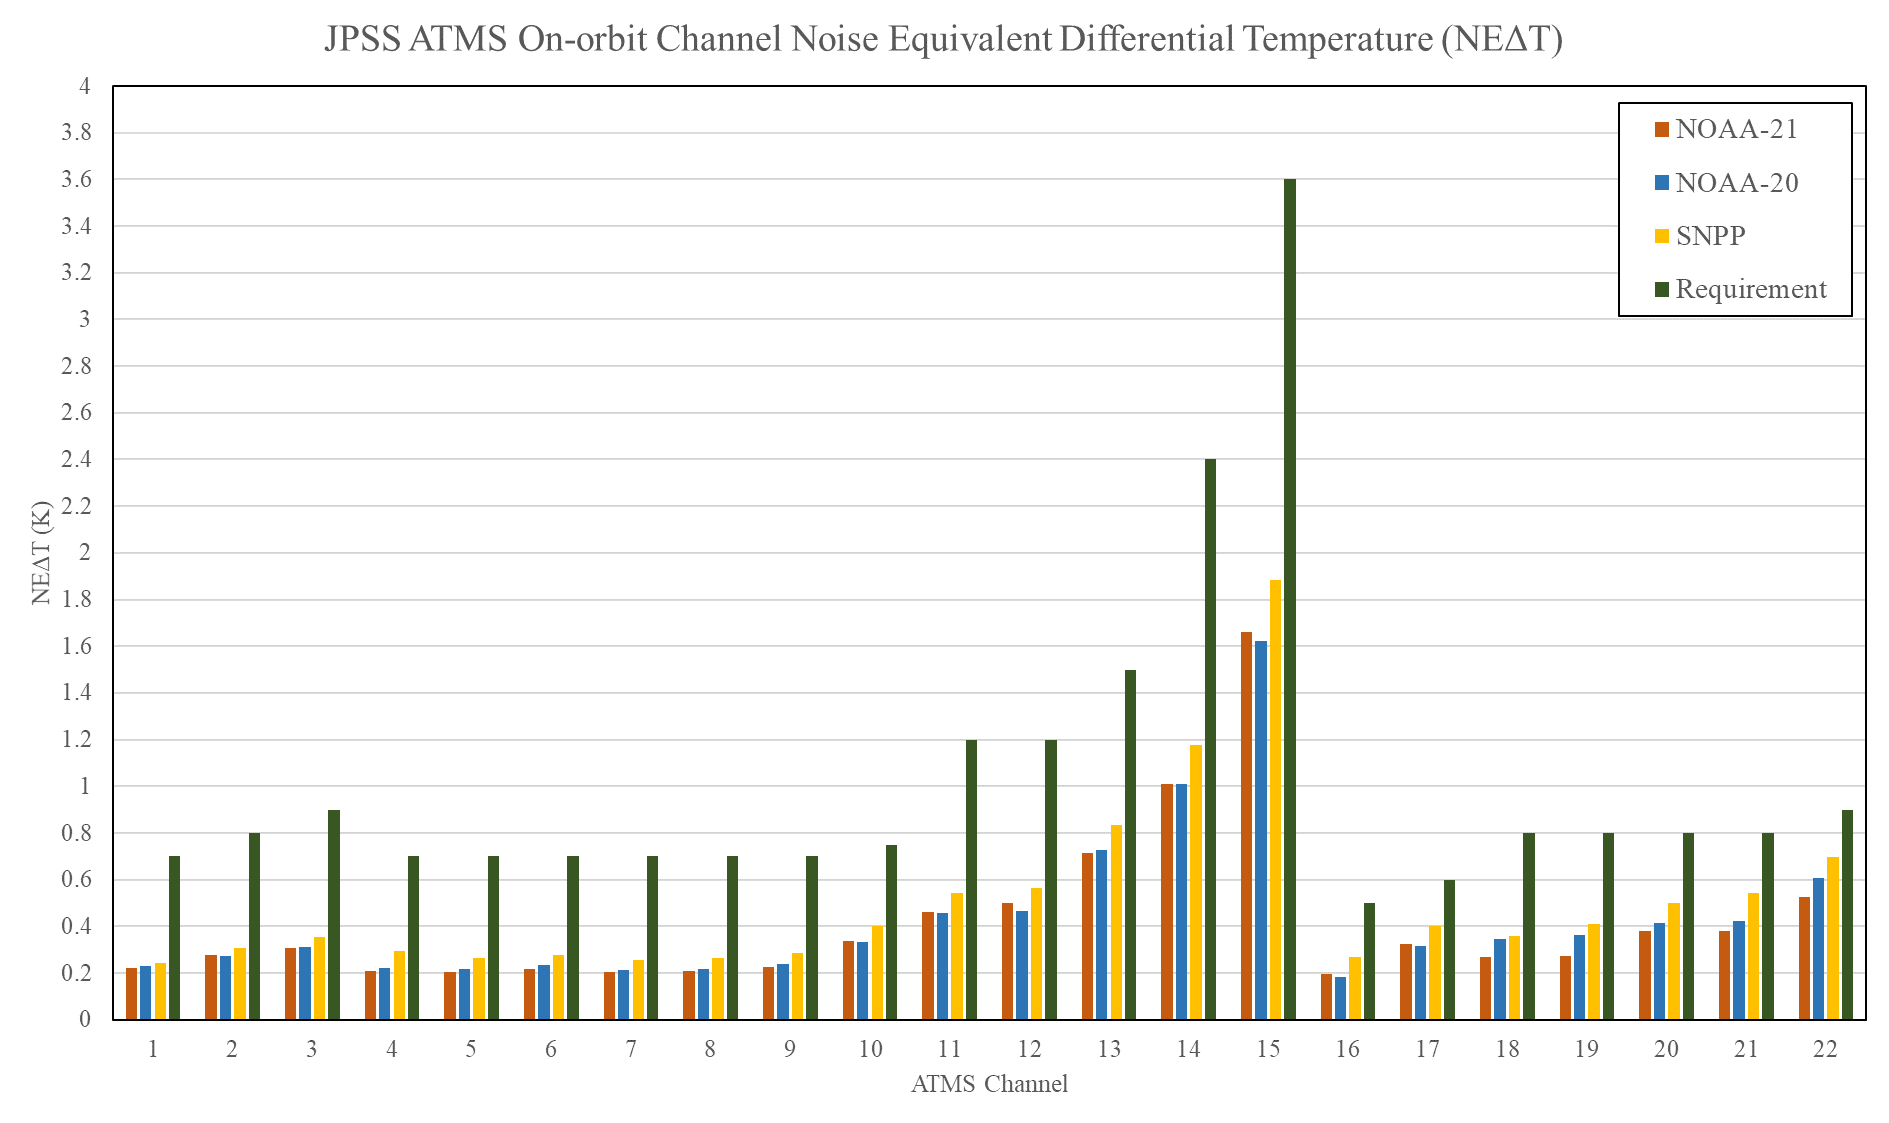 JPSS ATMS On-orbit Channel Noise Equivalent Differential Temperature (NEΔT)
4
3.8
3.6
3.4
3.2
3
2.8
2.6
2.4
2.2
2
1.8
1.6
1.4
1.2
1
0.8
0.6
0.4
0.2
0
NEΔT (K)
NOAA-21
NOAA-20
SNPP
Requirement
1 2 3 4 5 6 7 8 9 10 11 12 13 14 15 16 17 18 19 20 21 22
ATMS Channel